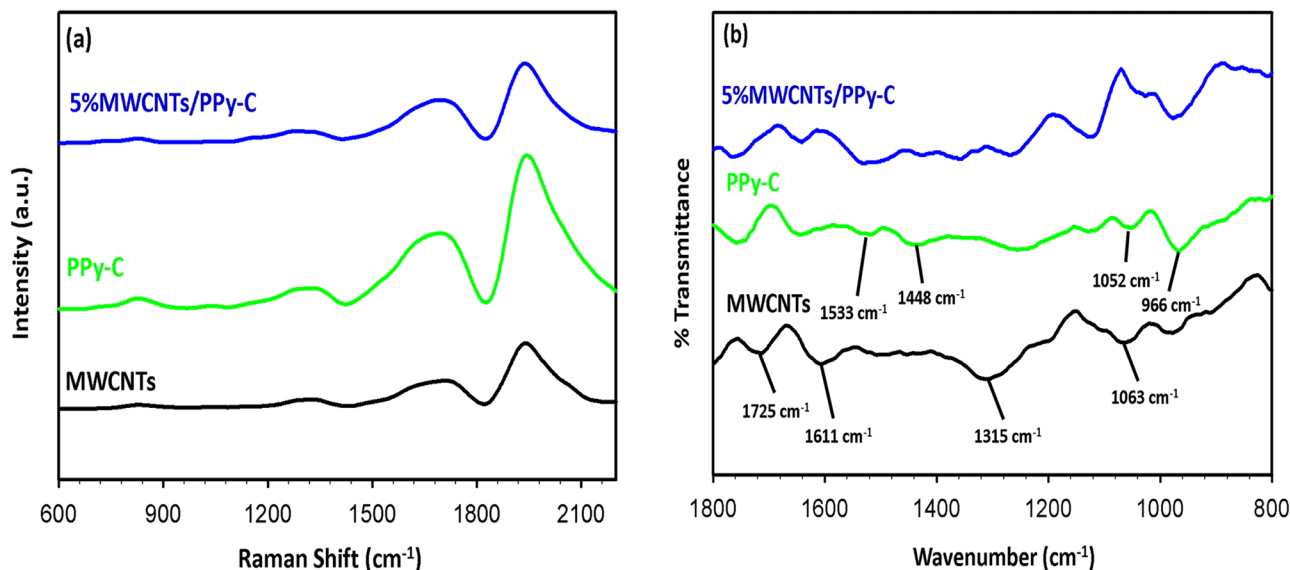 (a)
5%MWCNTs/PPy-C
PPy-C
MWCNTs
Intensity (a.u.)
600 900 1200 1500 1800 2100
Raman Shift (cm⁻¹)
(b)
5%MWCNTs/PPy-C
PPy-C
1533 cm⁻¹
1448 cm⁻¹
1052 cm⁻¹
966 cm⁻¹
MWCNTs
1725 cm⁻¹
1611 cm⁻¹
1315 cm⁻¹
1063 cm⁻¹
% Transmittance
1800 1600 1400 1200 1000 800
Wavenumber (cm⁻¹)